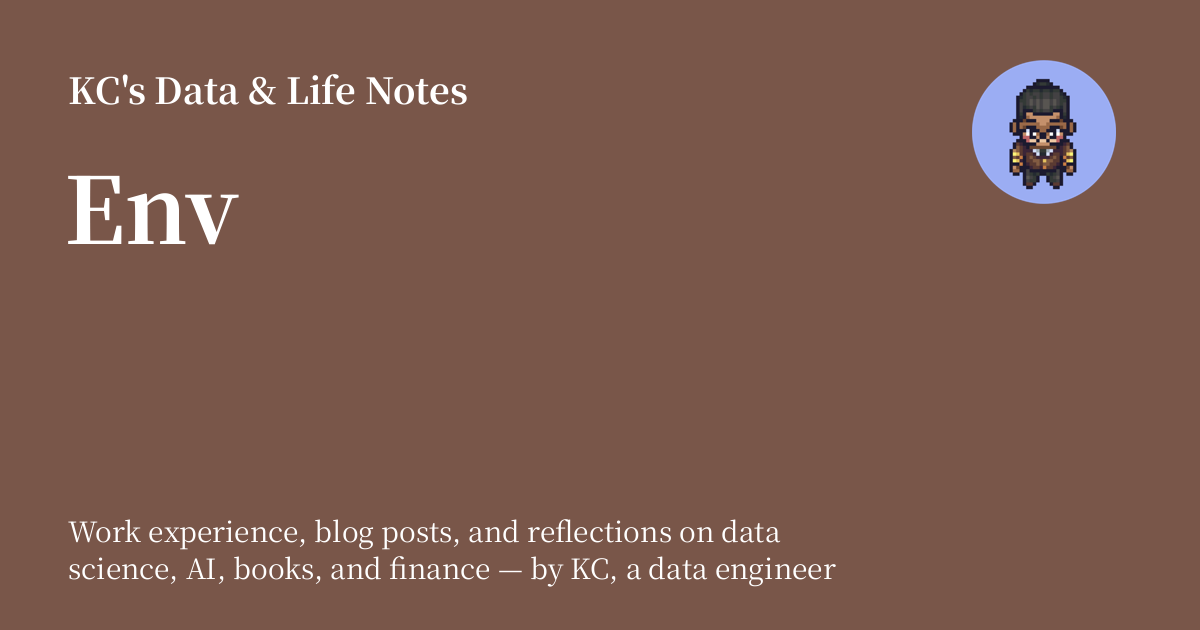 KC's Data & Life Notes
Env
Work experience, blog posts, and reflections on data
science, AI, books, and finance — by KC, a data engineer